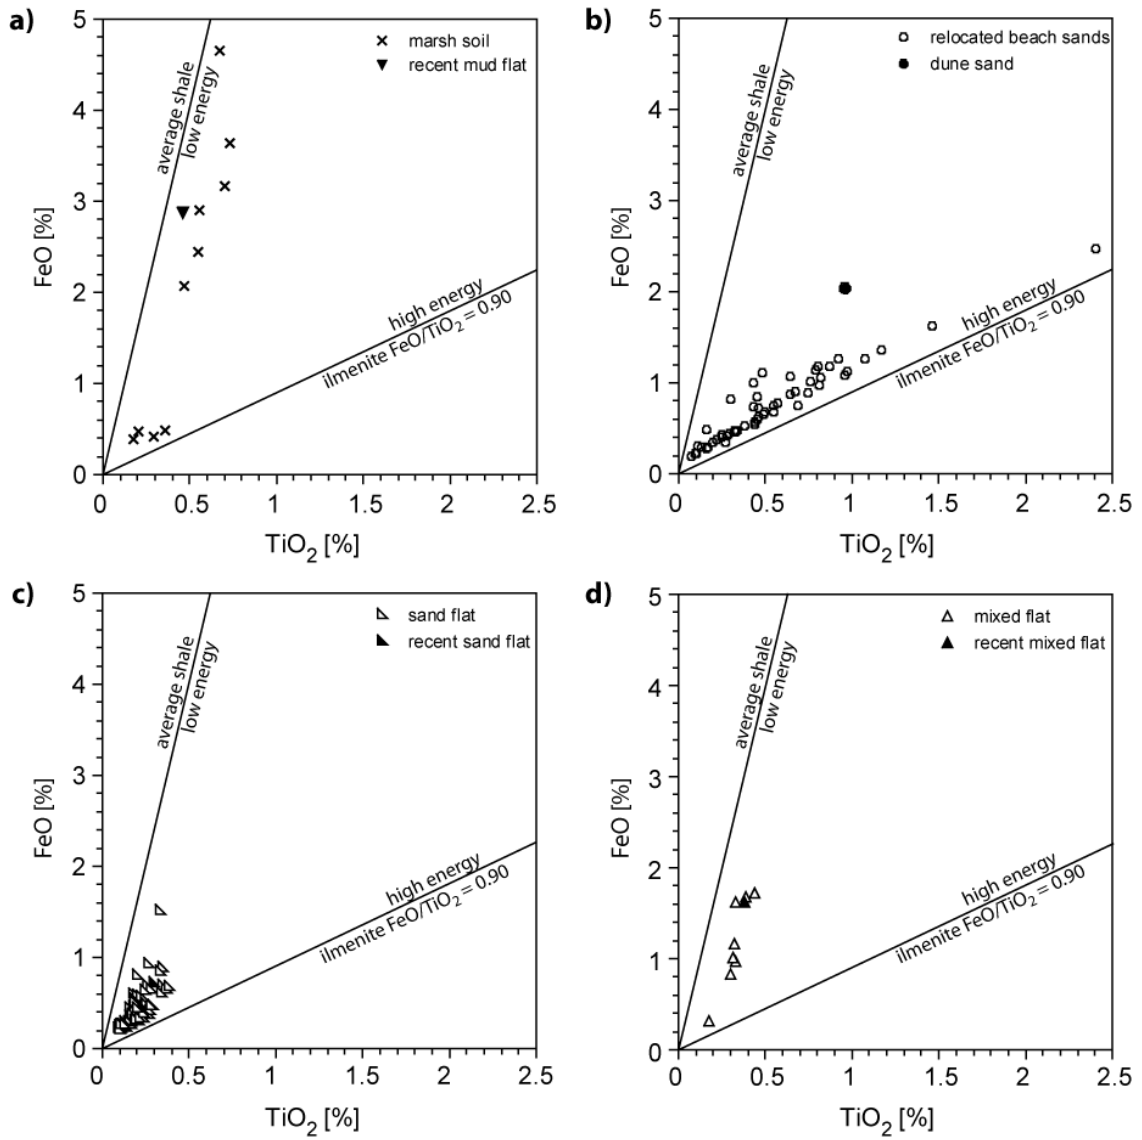 a)
5
4
3
2
1
0
FeO [%]
average shale
low energy
marsh soil
recent mud flat
high energy
ilmenite FeO/TiO₂ = 0.90
0
0.5
1
1.5
2
2.5
TiO₂ [%]
b)
5
4
3
2
1
0
FeO [%]
average shale
low energy
relocated beach sands
dune sand
high energy
ilmenite FeO/TiO₂ = 0.90
0
0.5
1
1.5
2
2.5
TiO₂ [%]
c)
5
4
3
2
1
0
FeO [%]
average shale
low energy
sand flat
recent sand flat
high energy
ilmenite FeO/TiO₂ = 0.90
0
0.5
1
1.5
2
2.5
TiO₂ [%]
d)
5
4
3
2
1
0
FeO [%]
average shale
low energy
mixed flat
recent mixed flat
high energy
ilmenite FeO/TiO₂ = 0.90
0
0.5
1
1.5
2
2.5
TiO₂ [%]